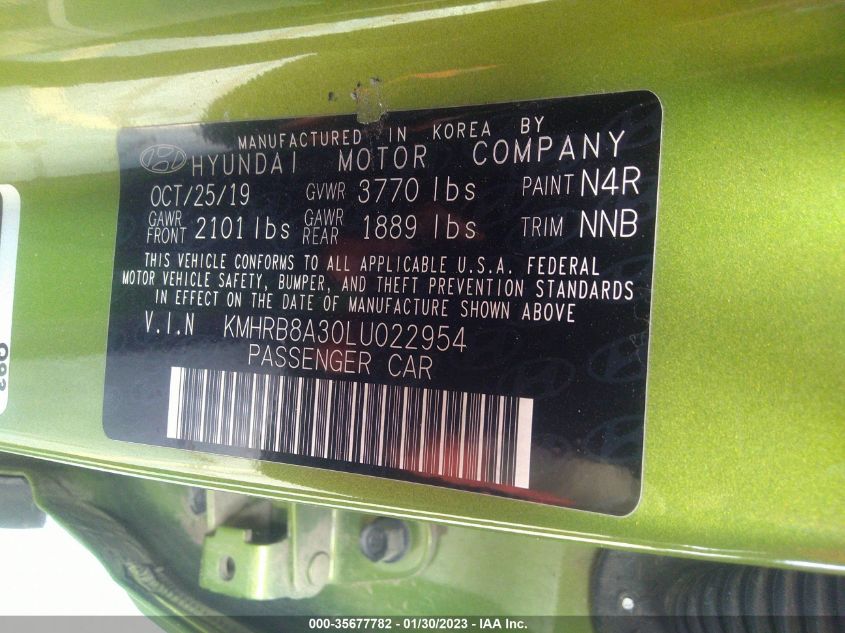 MANUFACTURED IN KOREA BY
HYUNDAI MOTOR COMPANY
OCT/25/19 GVWR 3770 lbs PAINT N4R
GAWR FRONT 2101 lbs GAWR REAR 1889 lbs TRIM NNB
THIS VEHICLE CONFORMS TO ALL APPLICABLE U.S.A. FEDERAL
MOTOR VEHICLE SAFETY, BUMPER, AND THEFT PREVENTION STANDARDS
IN EFFECT ON THE DATE OF MANUFACTURE SHOWN ABOVE
V.I.N KMHRB8A30LU022954
PASSENGER CAR
000-35677782 / 01/30/2023 - IAA Inc.